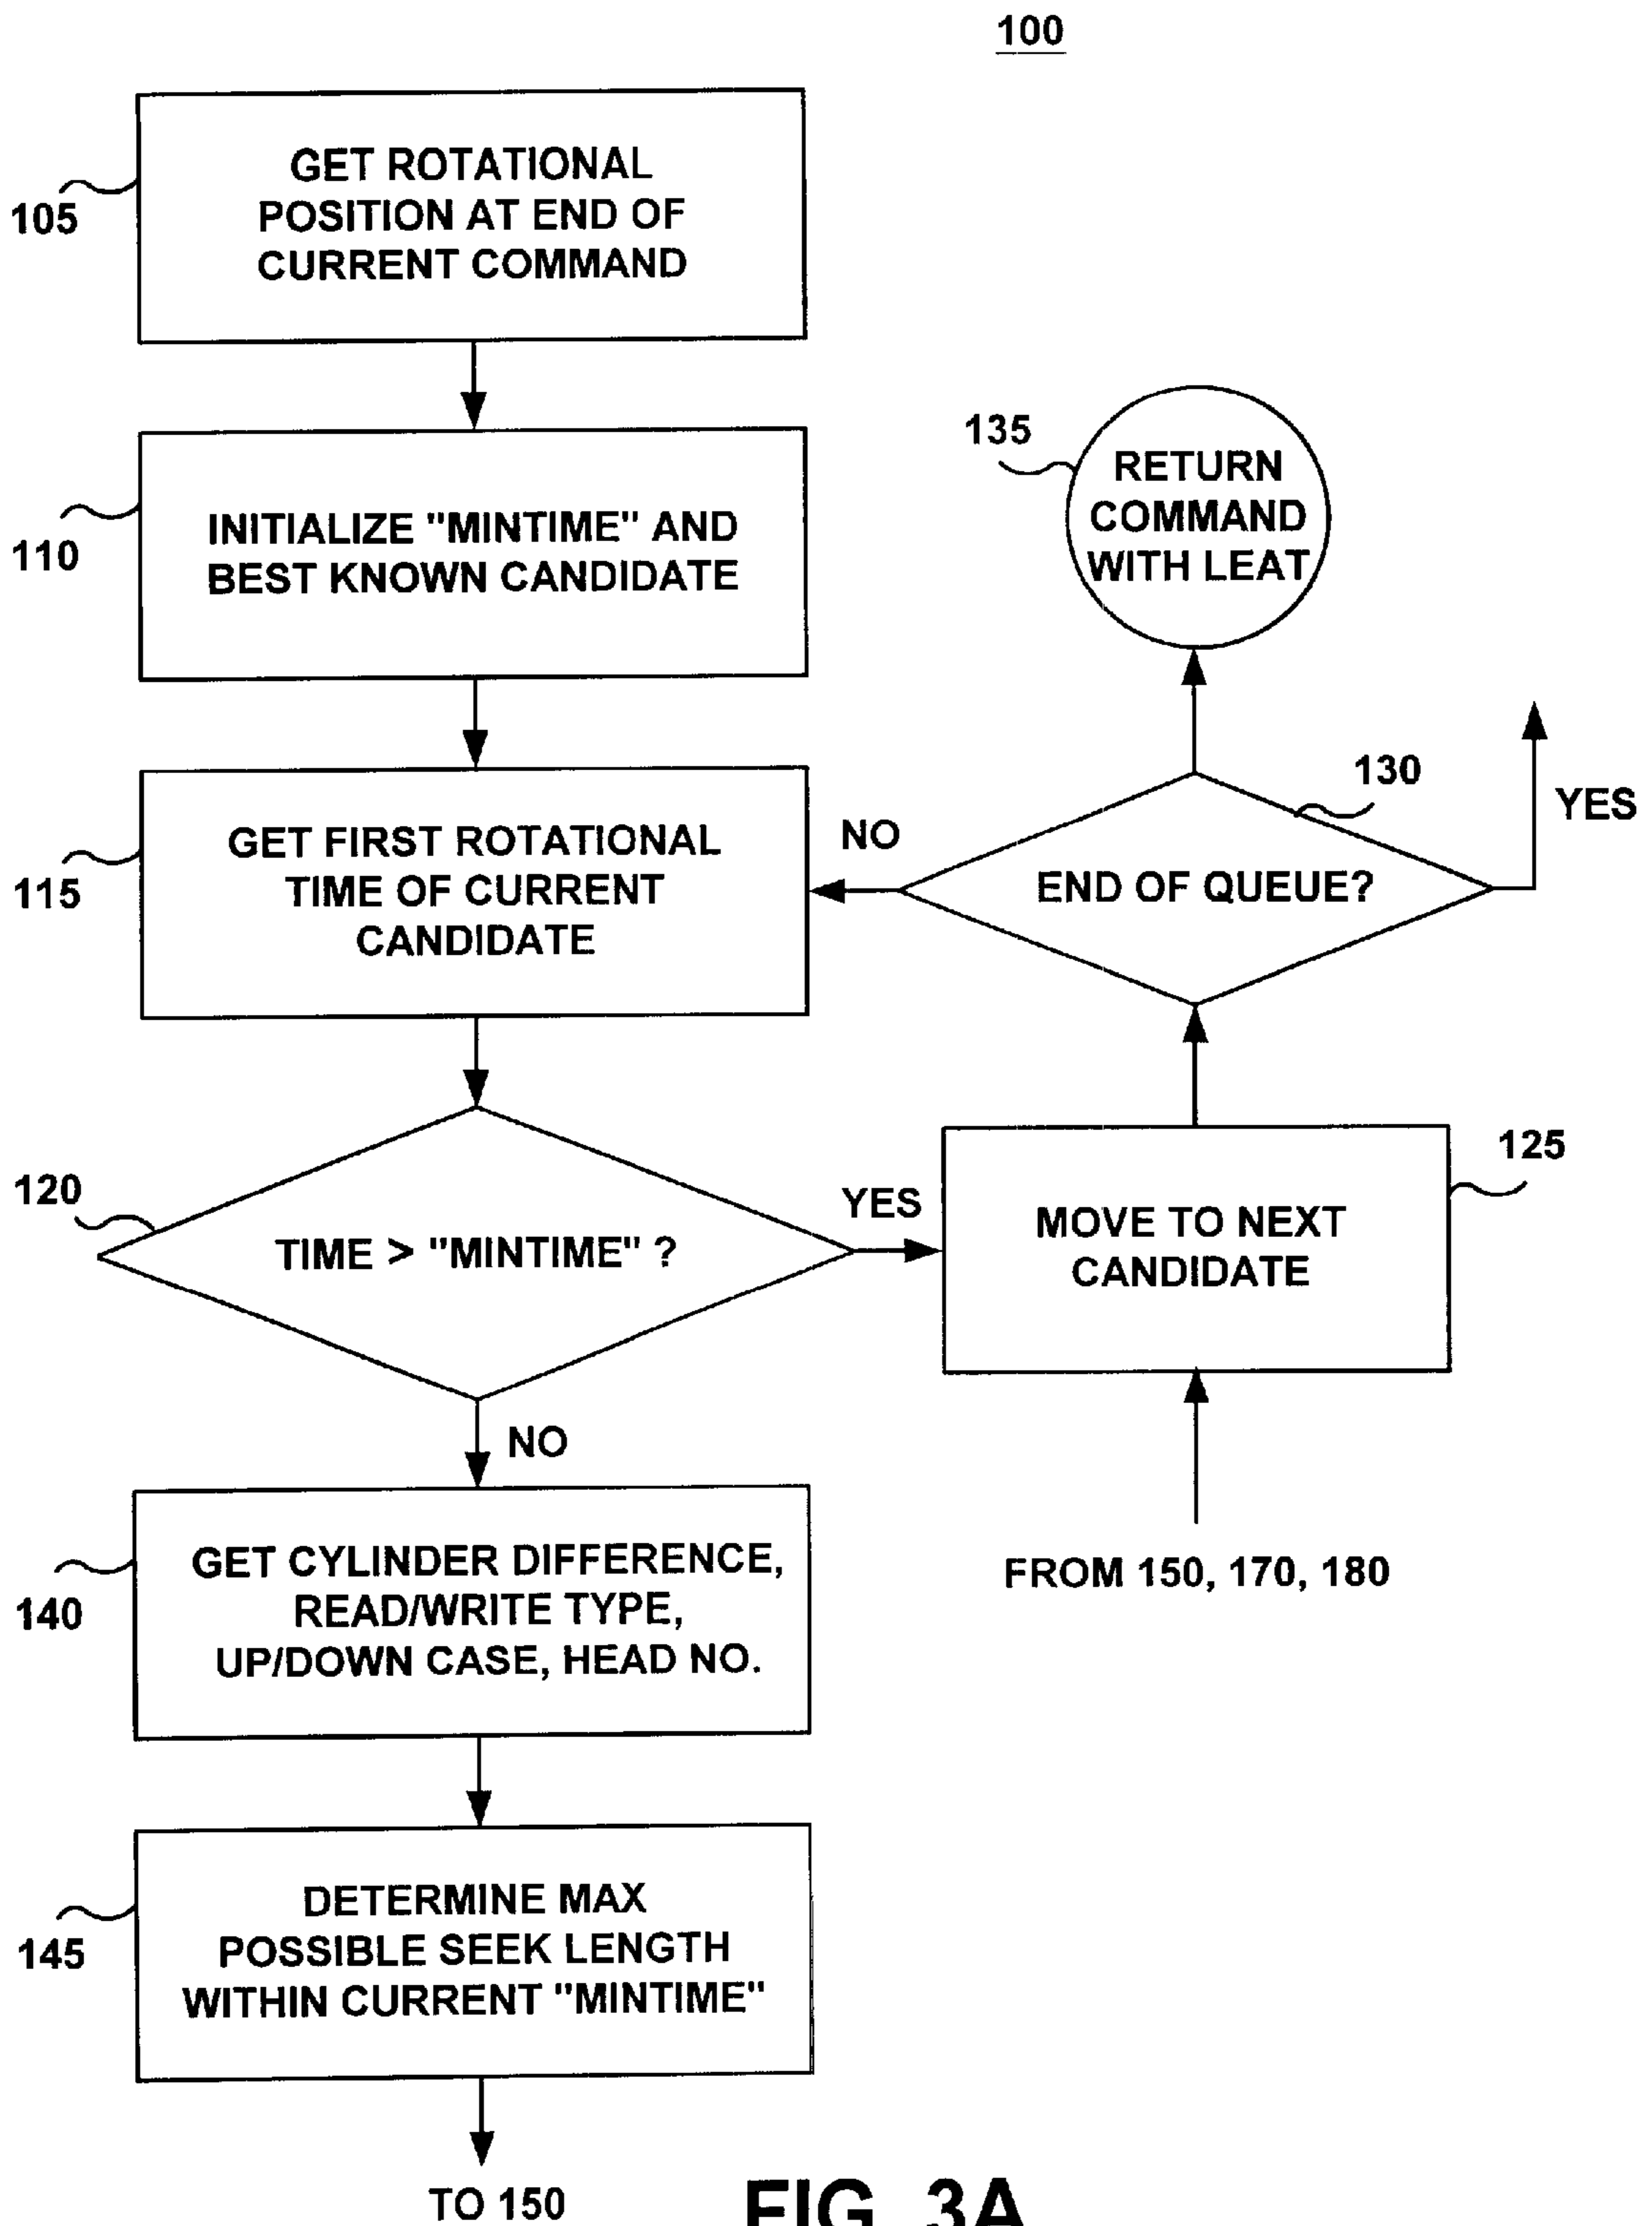 100
GET ROTATIONAL
POSITION AT END OF
CURRENT COMMAND
105
INITIALIZE "MINTIME" AND
BEST KNOWN CANDIDATE
110
135
RETURN
COMMAND
WITH LEAT
GET FIRST ROTATIONAL
TIME OF CURRENT
CANDIDATE
115
NO
END OF QUEUE?
130
YES
120
TIME > "MINTIME" ?
YES
MOVE TO NEXT
CANDIDATE
125
NO
FROM 150, 170, 180
GET CYLINDER DIFFERENCE,
READ/WRITE TYPE,
UP/DOWN CASE, HEAD NO.
140
DETERMINE MAX
POSSIBLE SEEK LENGTH
WITHIN CURRENT "MINTIME"
145
TO 150
FIG. 3A